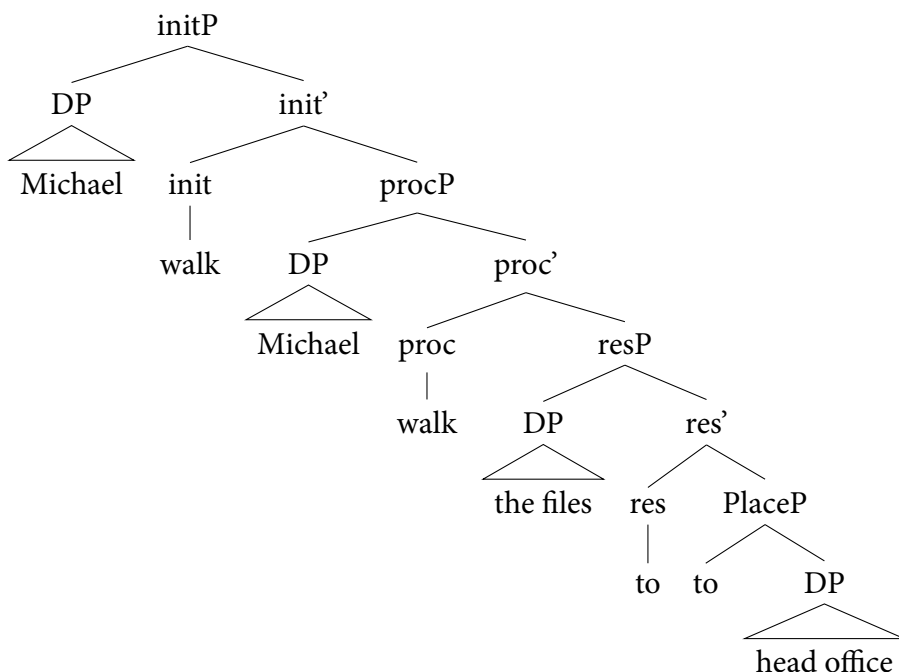 initP
DP init’
Michael init procP
walk DP proc’
Michael proc resP
walk DP res’
the files res PlaceP
to to DP
head office